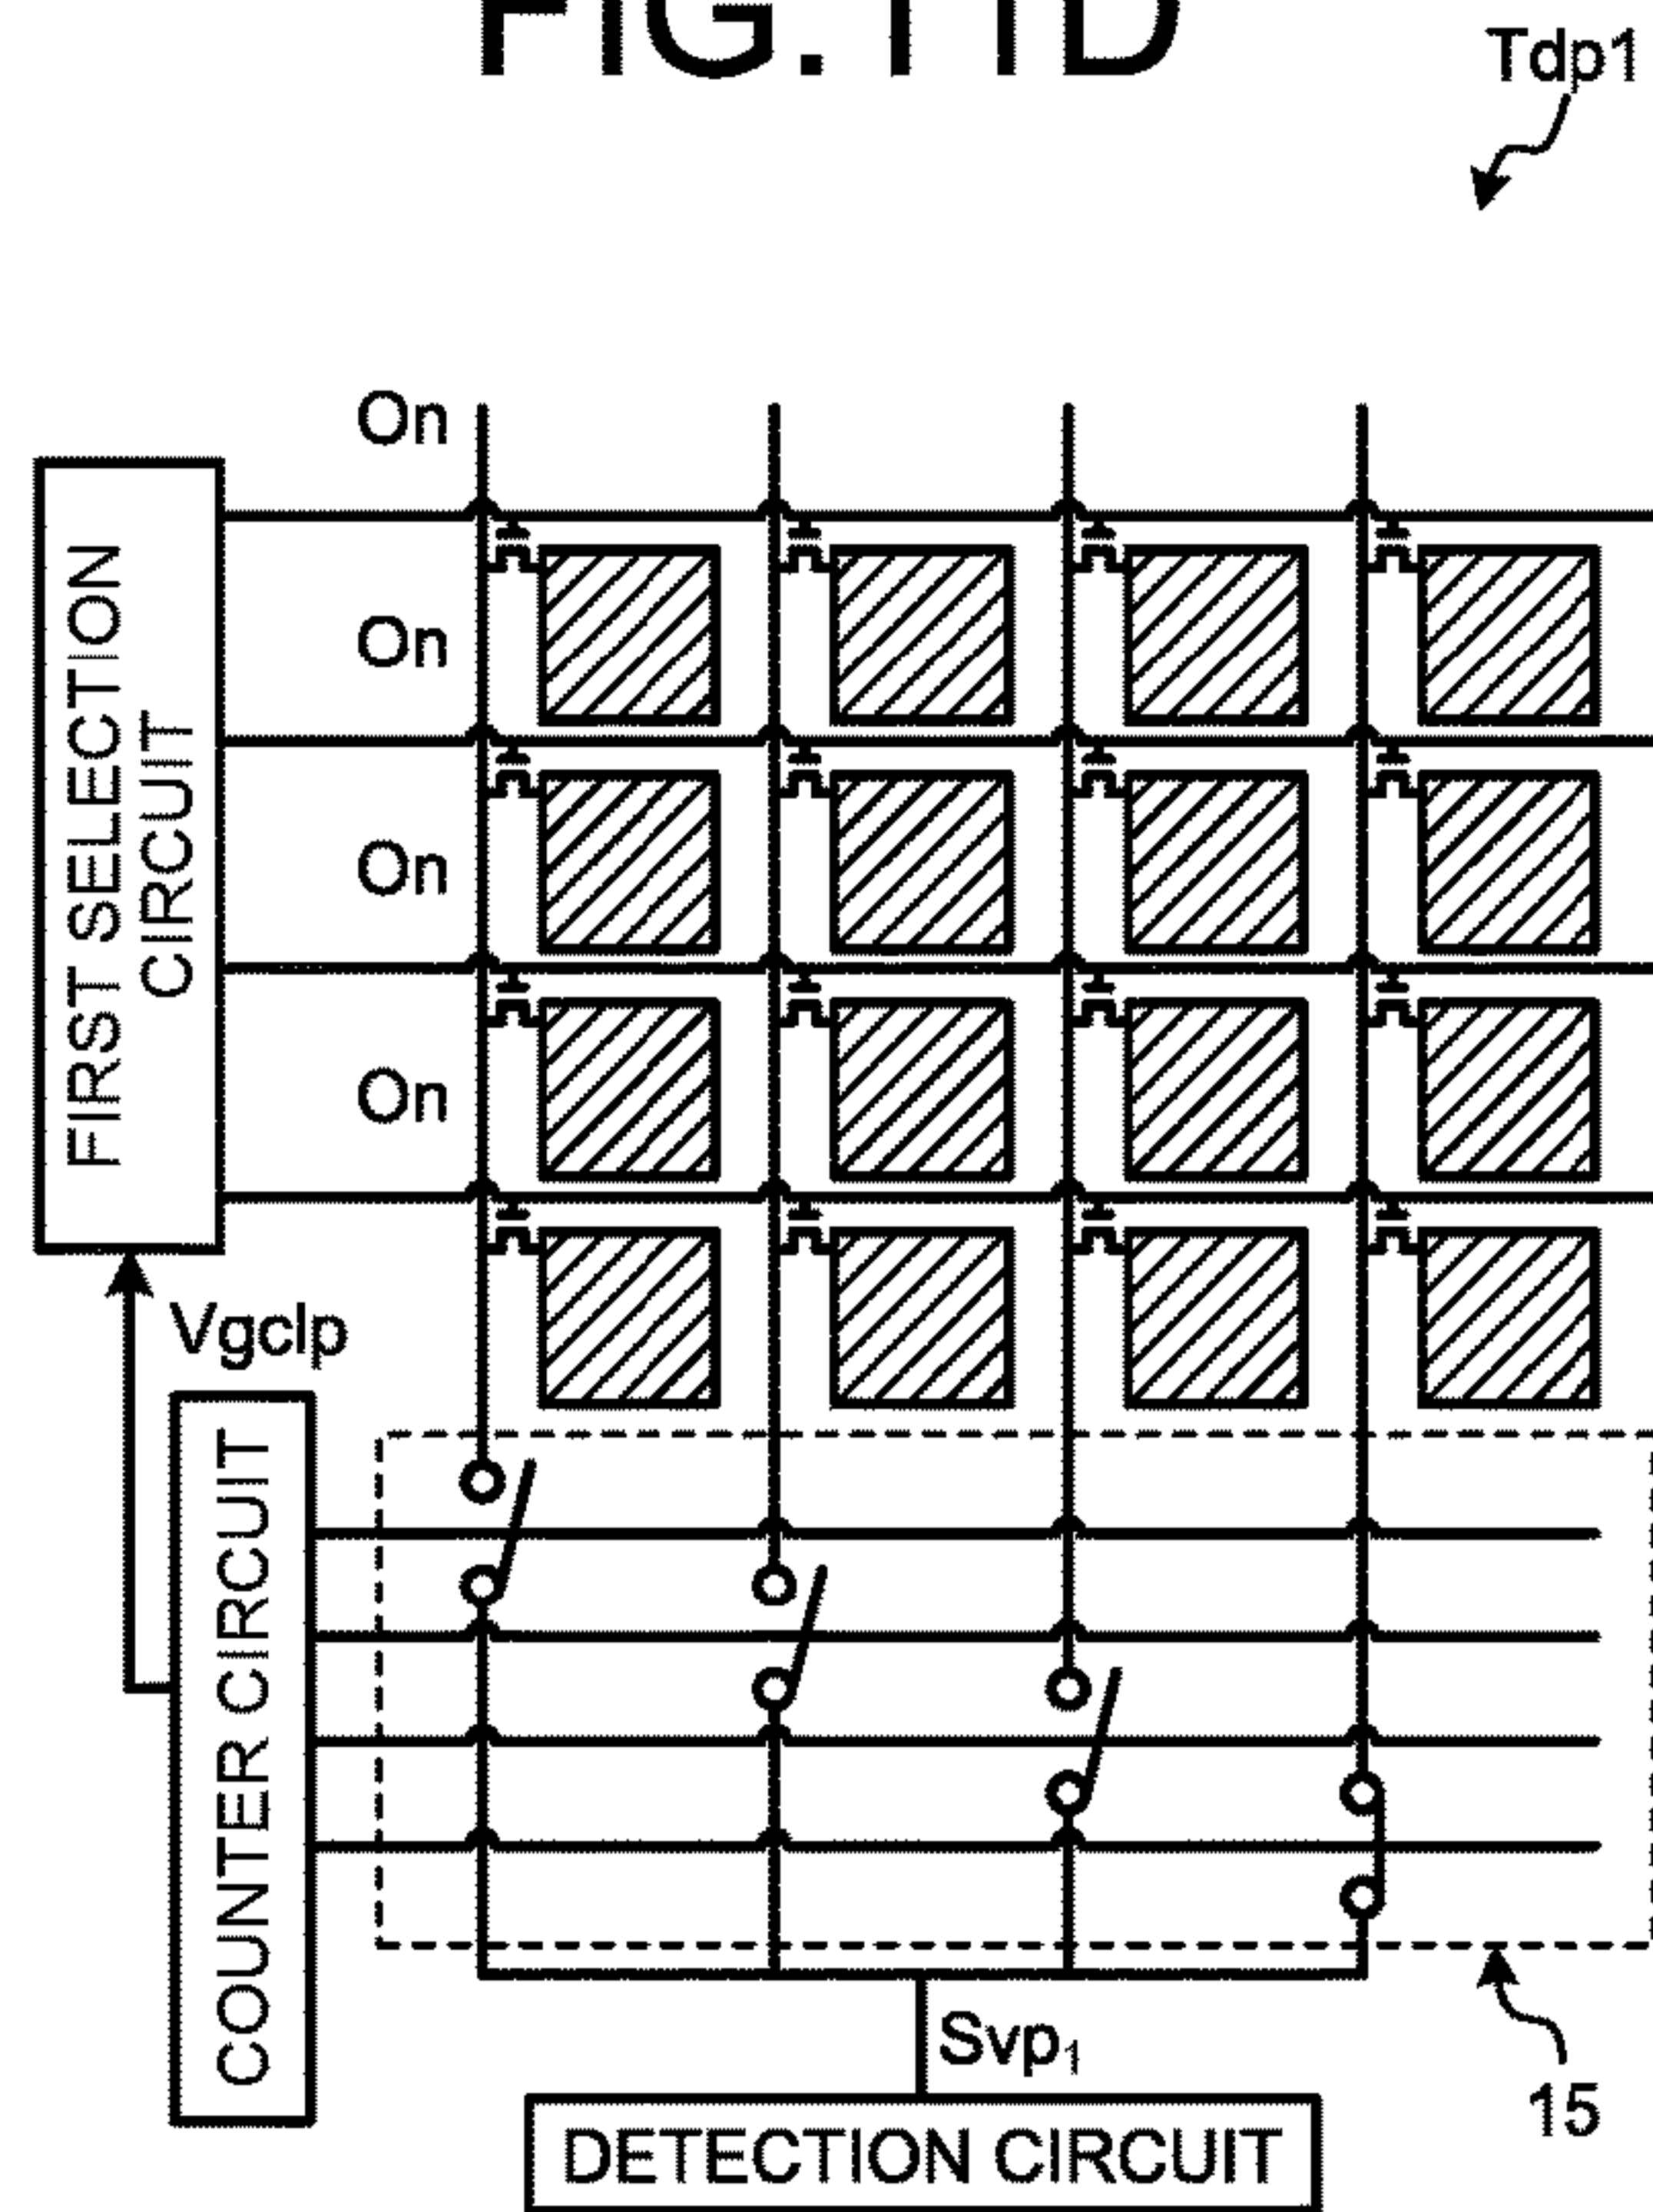 FIG. 11D
Tdp1
On
On
On
On
FIRST SELECTION
CIRCUIT
Vgclp
COUNTER CIRCUIT
Svp₁
15
DETECTION CIRCUIT